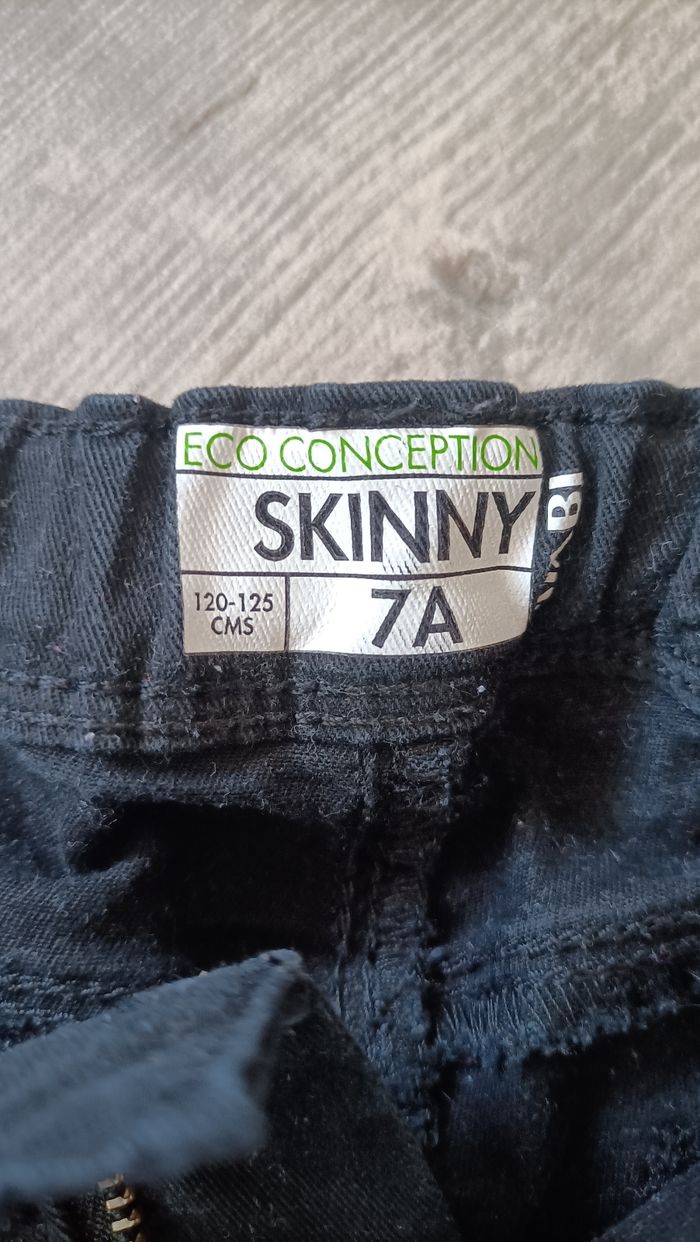 ECO CONCEPTION
SKINNY
120-125
CMS
7A